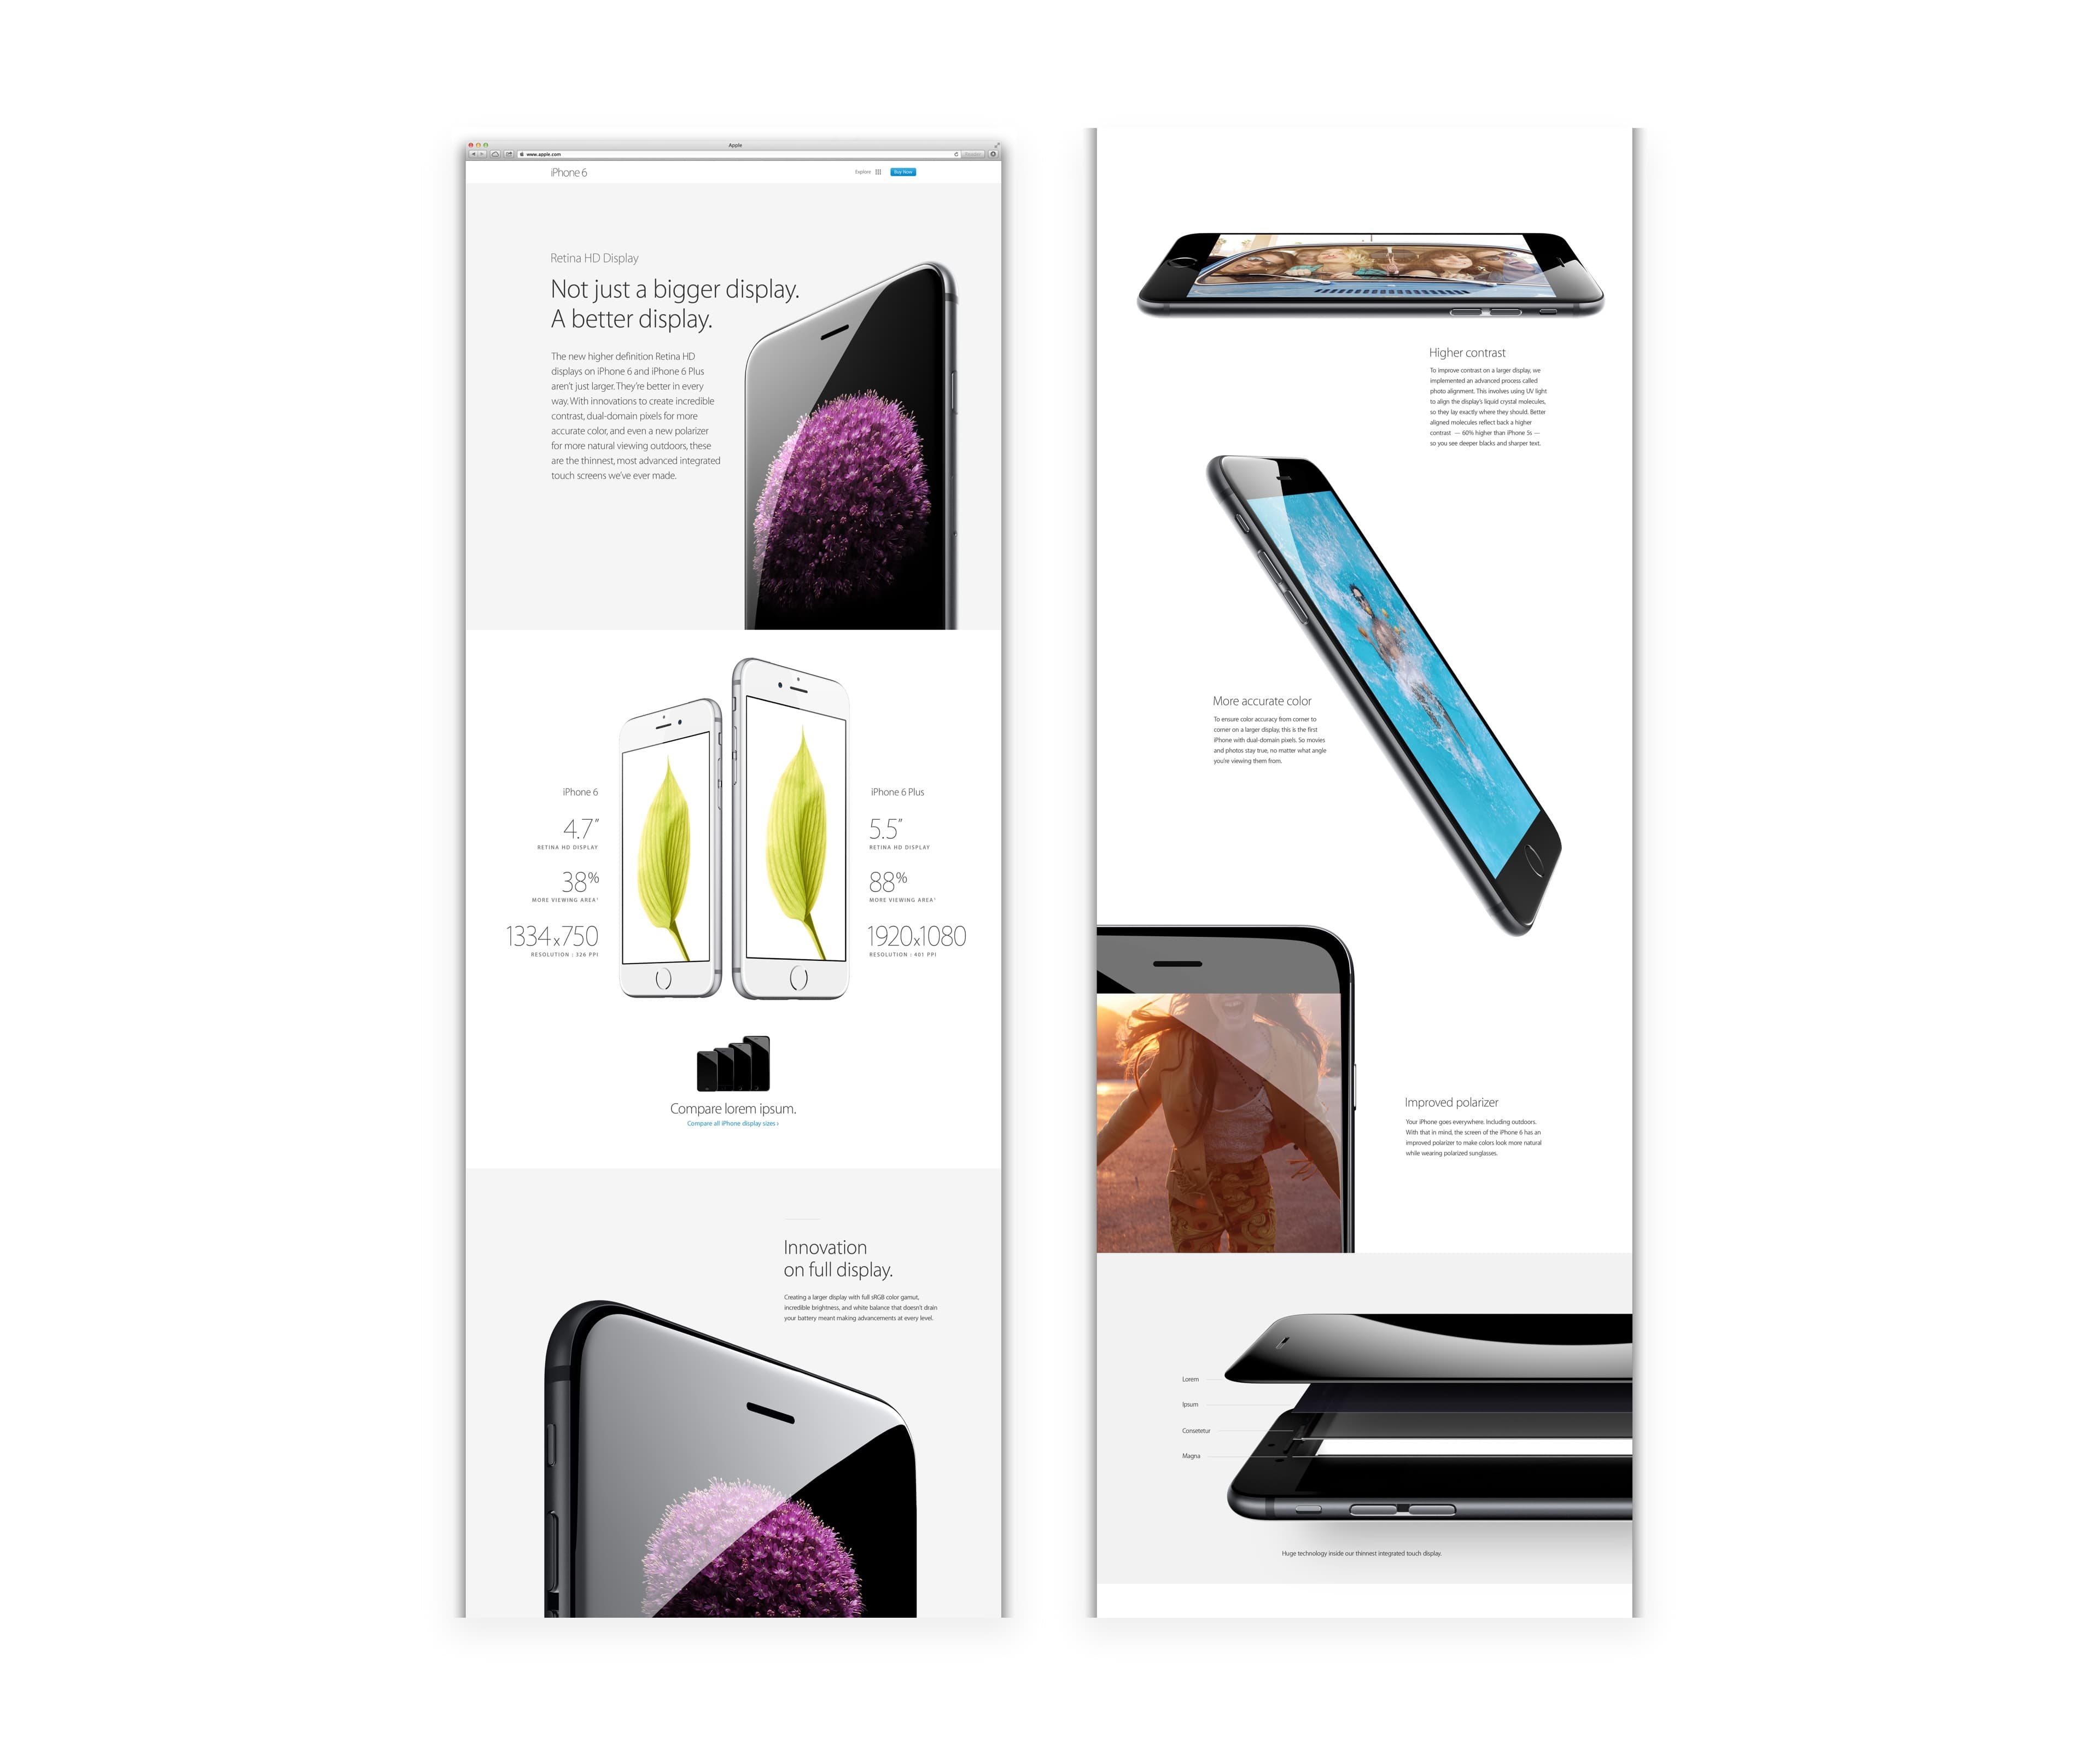 Apple
www.apple.com
iPhone 6
Explore
Buy Now
Retina HD Display
Not just a bigger display.
A better display.
The new higher definition Retina HD
displays on iPhone 6 and iPhone 6 Plus
aren't just larger. They're better in every
way. With innovations to create incredible
contrast, dual-domain pixels for more
accurate color, and even a new polarizer
for more natural viewing outdoors, these
are the thinnest, most advanced integrated
touch screens we've ever made.
iPhone 6
4.7"
RETINA HD DISPLAY
38%
MORE VIEWING AREA*
1334x750
RESOLUTION : 326 PPI
iPhone 6 Plus
5.5"
RETINA HD DISPLAY
88%
MORE VIEWING AREA*
1920x1080
RESOLUTION : 401 PPI
Compare lorem ipsum.
Compare all iPhone display sizes ›
Innovation
on full display.
Creating a larger display with full sRGB color gamut,
incredible brightness, and white balance that doesn't drain
your battery meant making advancements at every level.
Higher contrast
To improve contrast on a larger display, we
implemented an advanced process called
photo alignment. This involves using UV light
to align the display's liquid crystal molecules,
so they lay exactly where they should. Better
aligned molecules reflect back a higher
contrast — 60% higher than iPhone 5s —
so you see deeper blacks and sharper text.
More accurate color
To ensure color accuracy from corner to
corner on a larger display, this is the first
iPhone with dual-domain pixels. So movies
and photos stay true, no matter what angle
you're viewing them from.
Improved polarizer
Your iPhone goes everywhere. Including outdoors.
With that in mind, the screen of the iPhone 6 has an
improved polarizer to make colors look more natural
while wearing polarized sunglasses.
Lorem
Ipsum
Consetetur
Magna
Huge technology inside our thinnest integrated touch display.